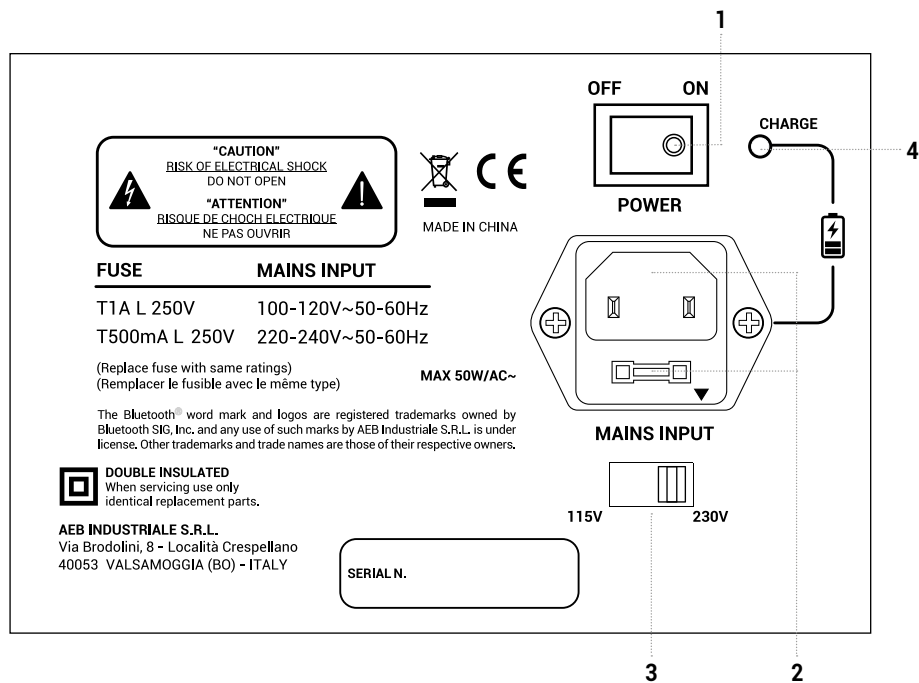 1
OFF ON
CHARGE
4
"CAUTION"
RISK OF ELECTRICAL SHOCK
DO NOT OPEN
"ATTENTION"
RISQUE DE CHOCH ELECTRIQUE
NE PAS OUVRIR
CE
MADE IN CHINA
POWER
FUSE MAINS INPUT
T1A L 250V 100-120V~50-60Hz
T500mA L 250V 220-240V~50-60Hz
(Replace fuse with same ratings)
(Remplacer le fusible avec le même type)
MAX 50W/AC~
The Bluetooth® word mark and logos are registered trademarks owned by
Bluetooth SIG, Inc. and any use of such marks by AEB Industriale S.R.L. is under
license. Other trademarks and trade names are those of their respective owners.
MAINS INPUT
DOUBLE INSULATED
When servicing use only
identical replacement parts.
115V 230V
AEB INDUSTRIALE S.R.L.
Via Brodolini, 8 - Località Crespellano
40053 VALSAMOGGIA (BO) - ITALY
SERIAL N.
3 2